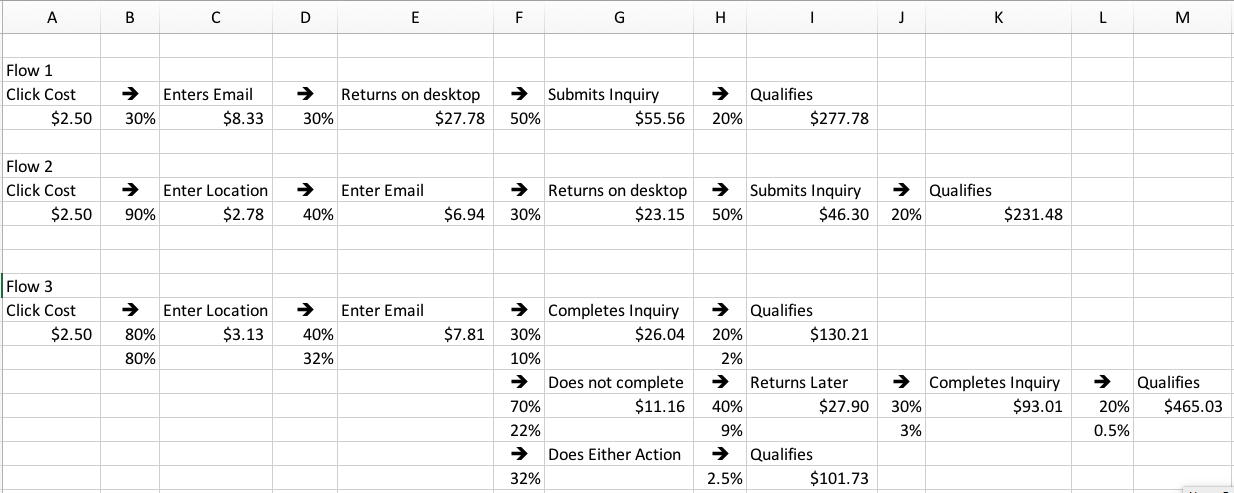 A B C D E F G H I J K L M
Flow 1
Click Cost ➔ Enters Email ➔ Returns on desktop ➔ Submits Inquiry ➔ Qualifies
$2.50 30% $8.33 30% $27.78 50% $55.56 20% $277.78
Flow 2
Click Cost ➔ Enter Location ➔ Enter Email ➔ Returns on desktop ➔ Submits Inquiry ➔ Qualifies
$2.50 90% $2.78 40% $6.94 30% $23.15 50% $46.30 20% $231.48
Flow 3
Click Cost ➔ Enter Location ➔ Enter Email ➔ Completes Inquiry ➔ Qualifies
$2.50 80% $3.13 40% $7.81 30% $26.04 20% $130.21
80% 32% 10% 2%
➔ Does not complete ➔ Returns Later ➔ Completes Inquiry ➔ Qualifies
70% $11.16 40% $27.90 30% $93.01 20% $465.03
22% 9% 3% 0.5%
➔ Does Either Action ➔ Qualifies
32% 2.5% $101.73